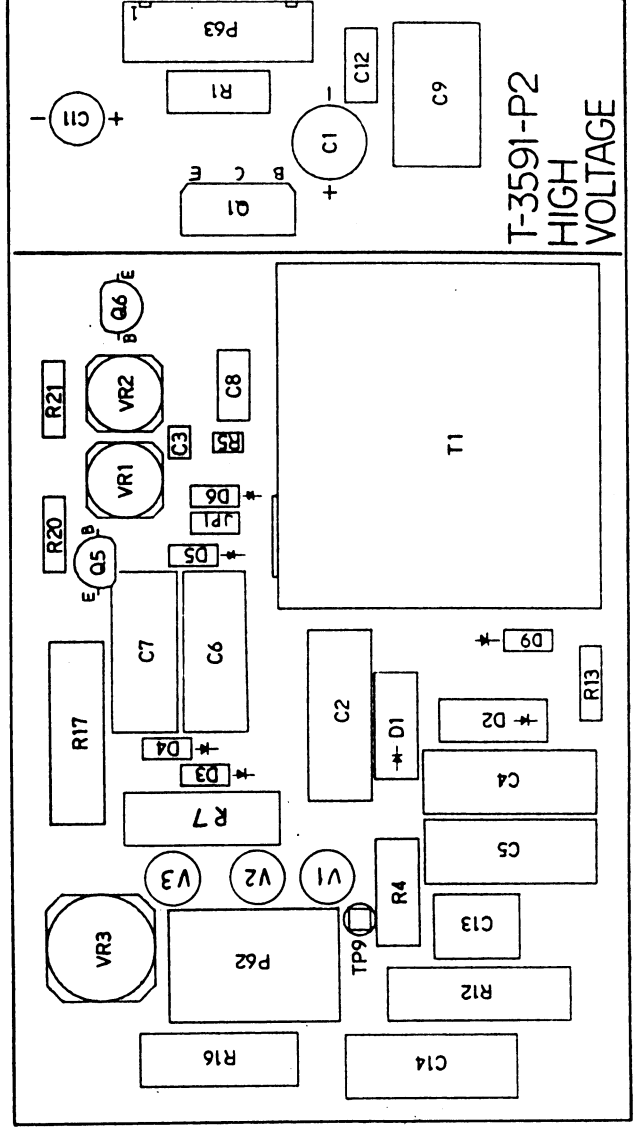 1
P63
R1
C12
C9
- C11 +
-
C1
+
E C B
Q1
T-3591-P2
HIGH
VOLTAGE
E
Q6
B
R21
VR2
C8
C3
R5
VR1
T1
D6
JP1
R20
B
Q5
E
D5
C7
C6
C2
D9
R13
R17
D1
D2
D4
D3
C4
R7
C5
V3
V2
V1
R4
C13
VR3
P62
TP9
R12
R16
C14